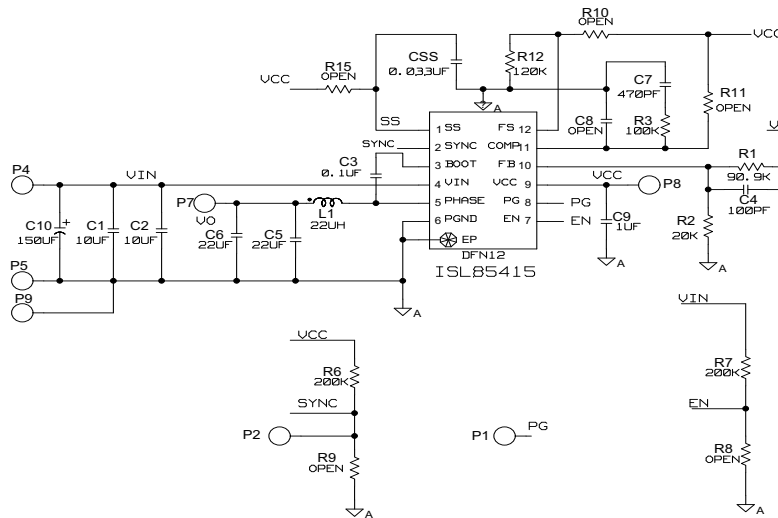 R10
OPEN
VCC
CSS
0.033UF
R12
120K
R15
OPEN
VCC
C7
470PF
R11
OPEN
A
C8
OPEN
R3
100K
SS
1 SS
FS 12
SYNC
2 SYNC
COMP 11
C3
0.1UF
3 BOOT
FB 10
R1
90.9K
P4
VIN
4 VIN
VCC 9
VCC
P8
C4
100PF
P7
VO
L1
22UH
5 PHASE
PG 8
PG
C10
150UF
+
C1
10UF
C2
10UF
C6
22UF
C5
22UF
6 PGND
EN 7
EN
C9
1UF
R2
20K
EP
DFN12
ISL85415
A
A
P5
P9
A
VIN
VCC
R6
200K
R7
200K
SYNC
EN
P2
P1
PG
R9
OPEN
R8
OPEN
A
A